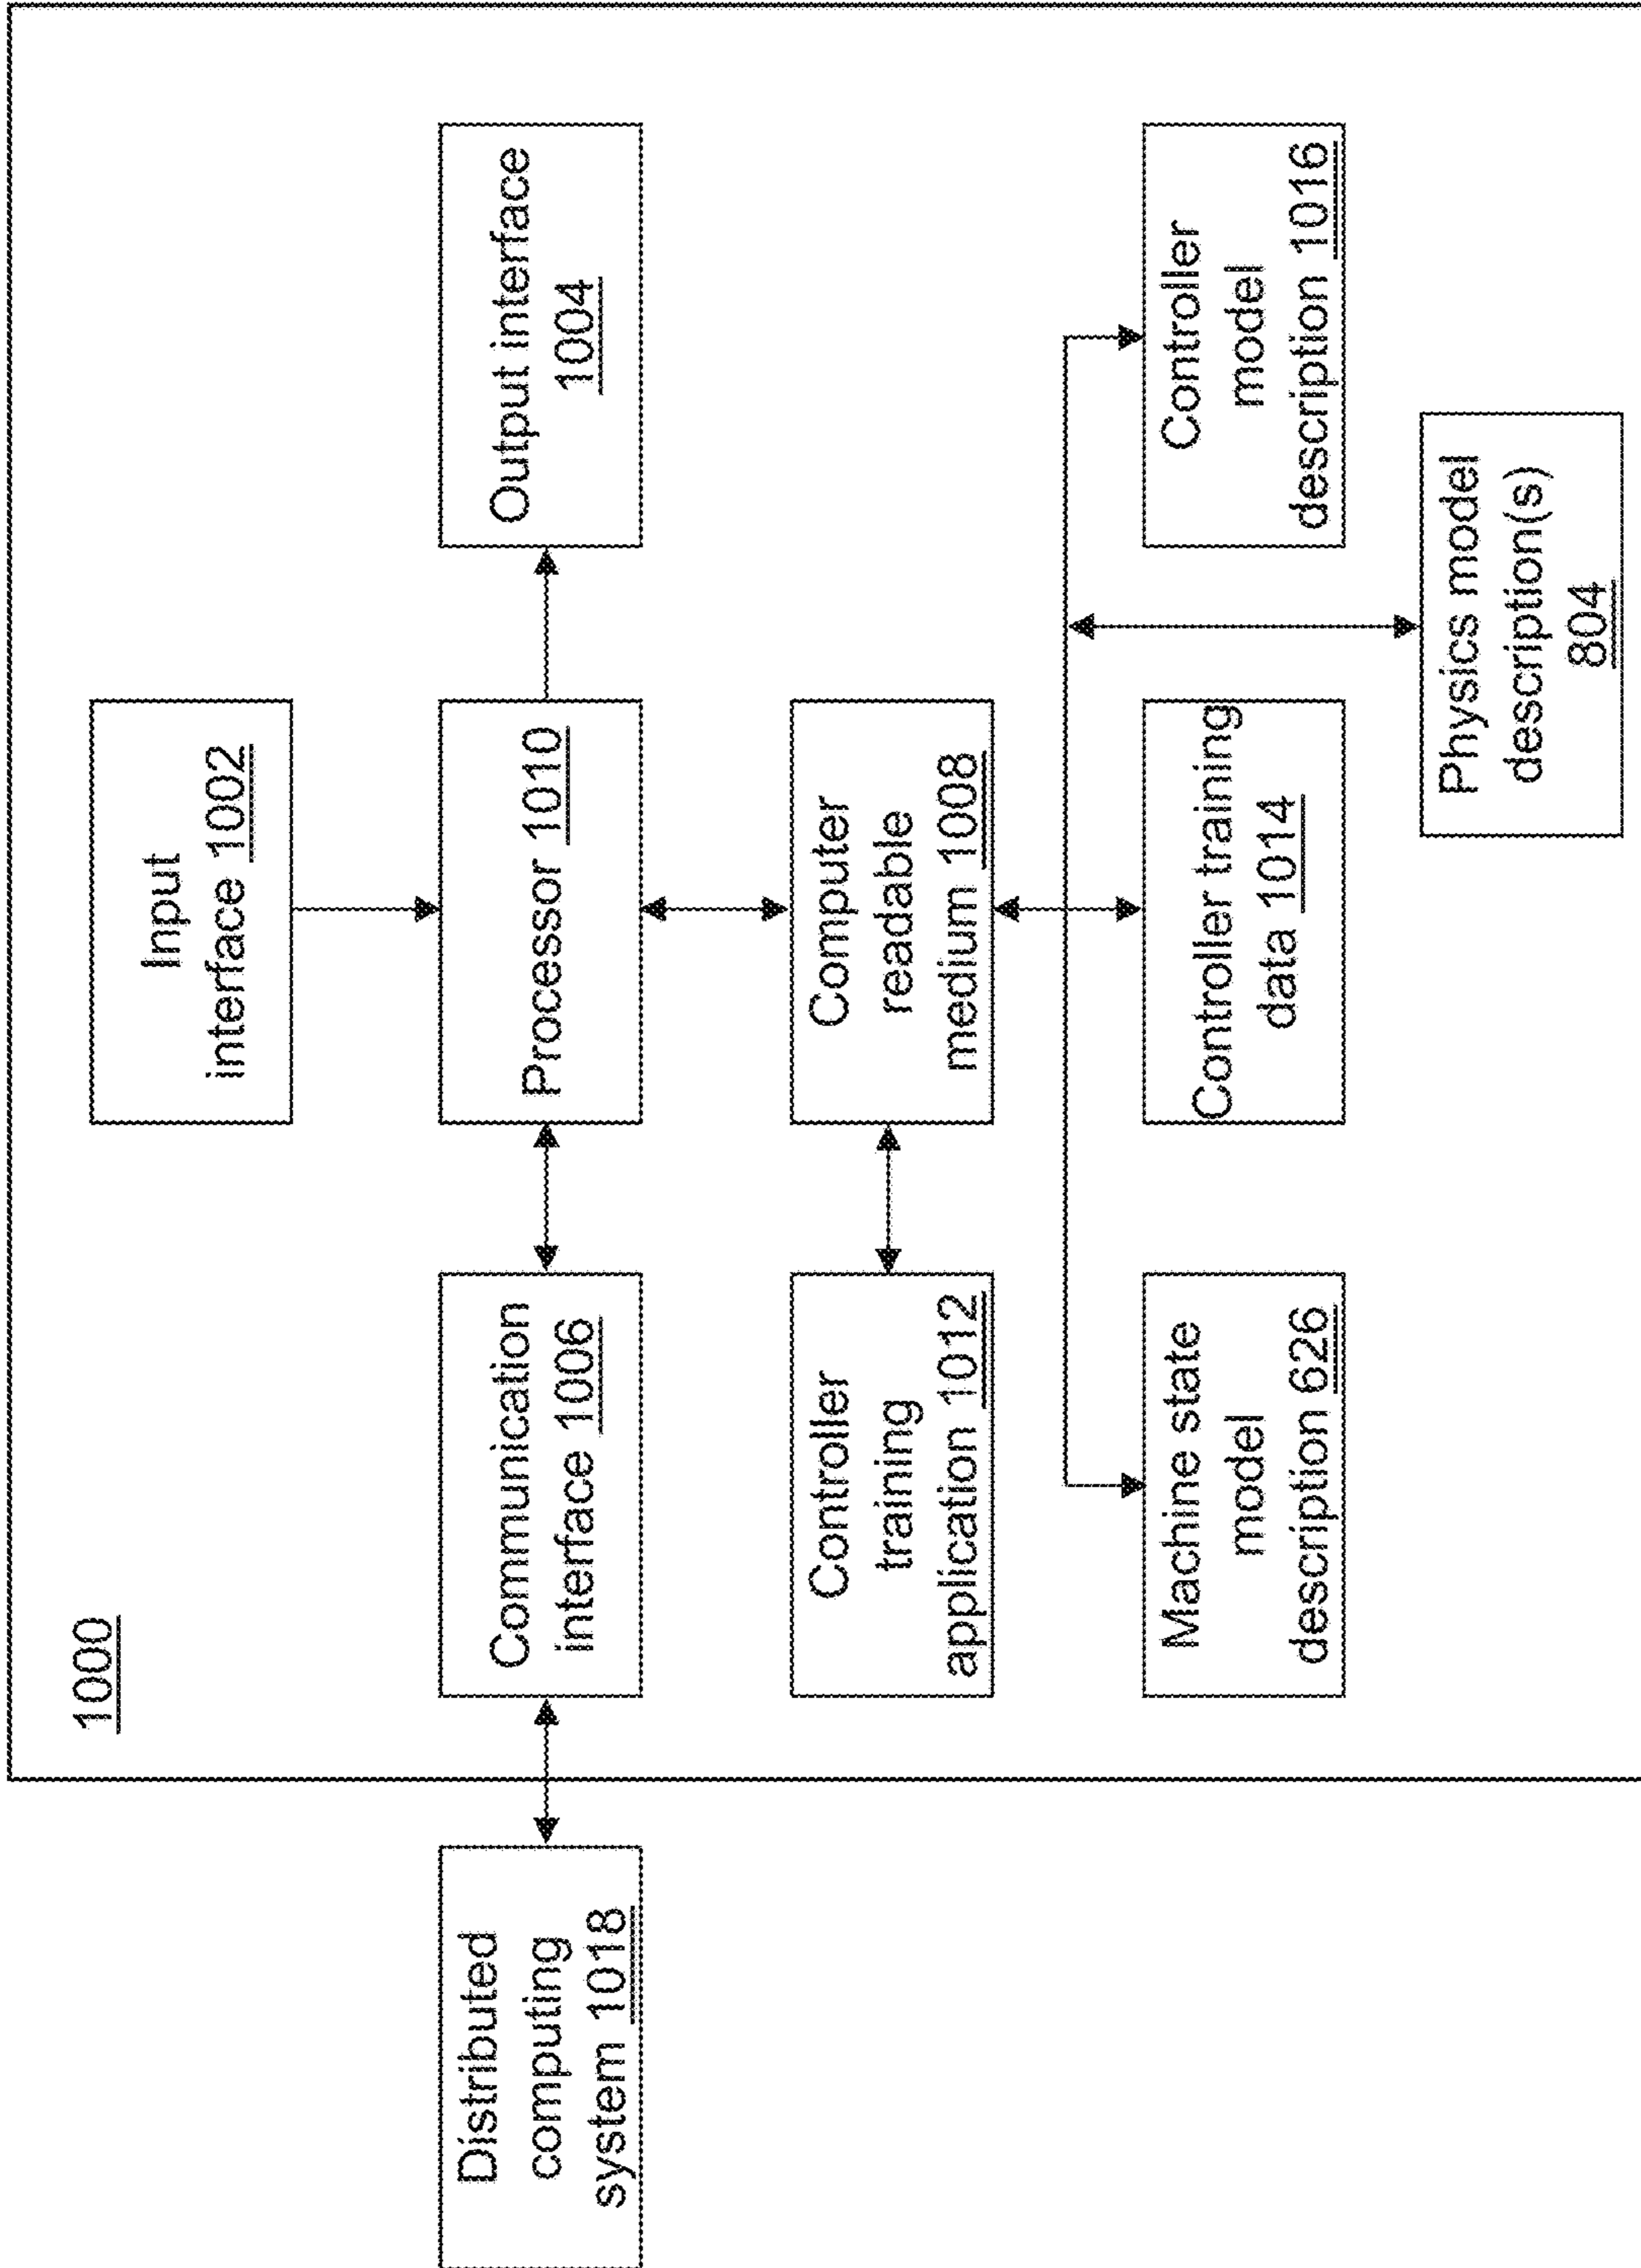 1000
Input
interface 1002
Distributed
computing
system 1018
Communication
interface 1006
Processor 1010
Output interface
1004
Controller
training
application 1012
Computer
readable
medium 1008
Machine state
model
description 626
Controller training
data 1014
Controller
model
description 1016
Physics model
description(s)
804